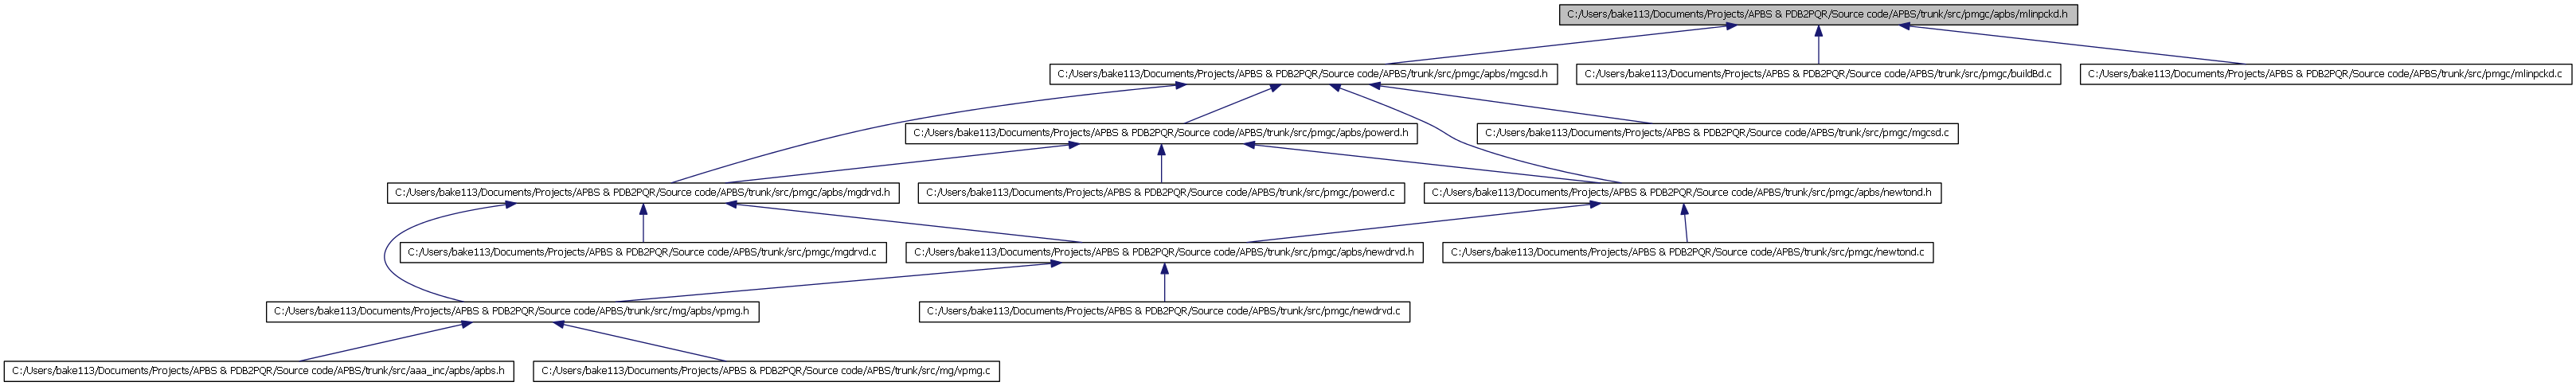 C:/Users/bake113/Documents/Projects/APBS & PDB2PQR/Source code/APBS/trunk/src/pmgc/apbs/mlinpckd.h
C:/Users/bake113/Documents/Projects/APBS & PDB2PQR/Source code/APBS/trunk/src/pmgc/apbs/mgcsd.h
C:/Users/bake113/Documents/Projects/APBS & PDB2PQR/Source code/APBS/trunk/src/pmgc/buildBd.c
C:/Users/bake113/Documents/Projects/APBS & PDB2PQR/Source code/APBS/trunk/src/pmgc/mlinpckd.c
C:/Users/bake113/Documents/Projects/APBS & PDB2PQR/Source code/APBS/trunk/src/pmgc/apbs/powerd.h
C:/Users/bake113/Documents/Projects/APBS & PDB2PQR/Source code/APBS/trunk/src/pmgc/mgcsd.c
C:/Users/bake113/Documents/Projects/APBS & PDB2PQR/Source code/APBS/trunk/src/pmgc/apbs/mgdrvd.h
C:/Users/bake113/Documents/Projects/APBS & PDB2PQR/Source code/APBS/trunk/src/pmgc/powerd.c
C:/Users/bake113/Documents/Projects/APBS & PDB2PQR/Source code/APBS/trunk/src/pmgc/apbs/newtond.h
C:/Users/bake113/Documents/Projects/APBS & PDB2PQR/Source code/APBS/trunk/src/pmgc/mgdrvd.c
C:/Users/bake113/Documents/Projects/APBS & PDB2PQR/Source code/APBS/trunk/src/pmgc/apbs/newdrvd.h
C:/Users/bake113/Documents/Projects/APBS & PDB2PQR/Source code/APBS/trunk/src/pmgc/newtond.c
C:/Users/bake113/Documents/Projects/APBS & PDB2PQR/Source code/APBS/trunk/src/mg/apbs/vpmg.h
C:/Users/bake113/Documents/Projects/APBS & PDB2PQR/Source code/APBS/trunk/src/pmgc/newdrvd.c
C:/Users/bake113/Documents/Projects/APBS & PDB2PQR/Source code/APBS/trunk/src/aaa_inc/apbs/apbs.h
C:/Users/bake113/Documents/Projects/APBS & PDB2PQR/Source code/APBS/trunk/src/mg/vpmg.c